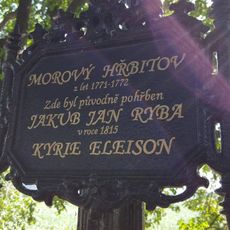 MOROVÝ HŘBITOV
z let 1771-1772
Zde byl původně pohřben
JAKUB JAN RYBA
v roce 1815
KYRIE ELEISON